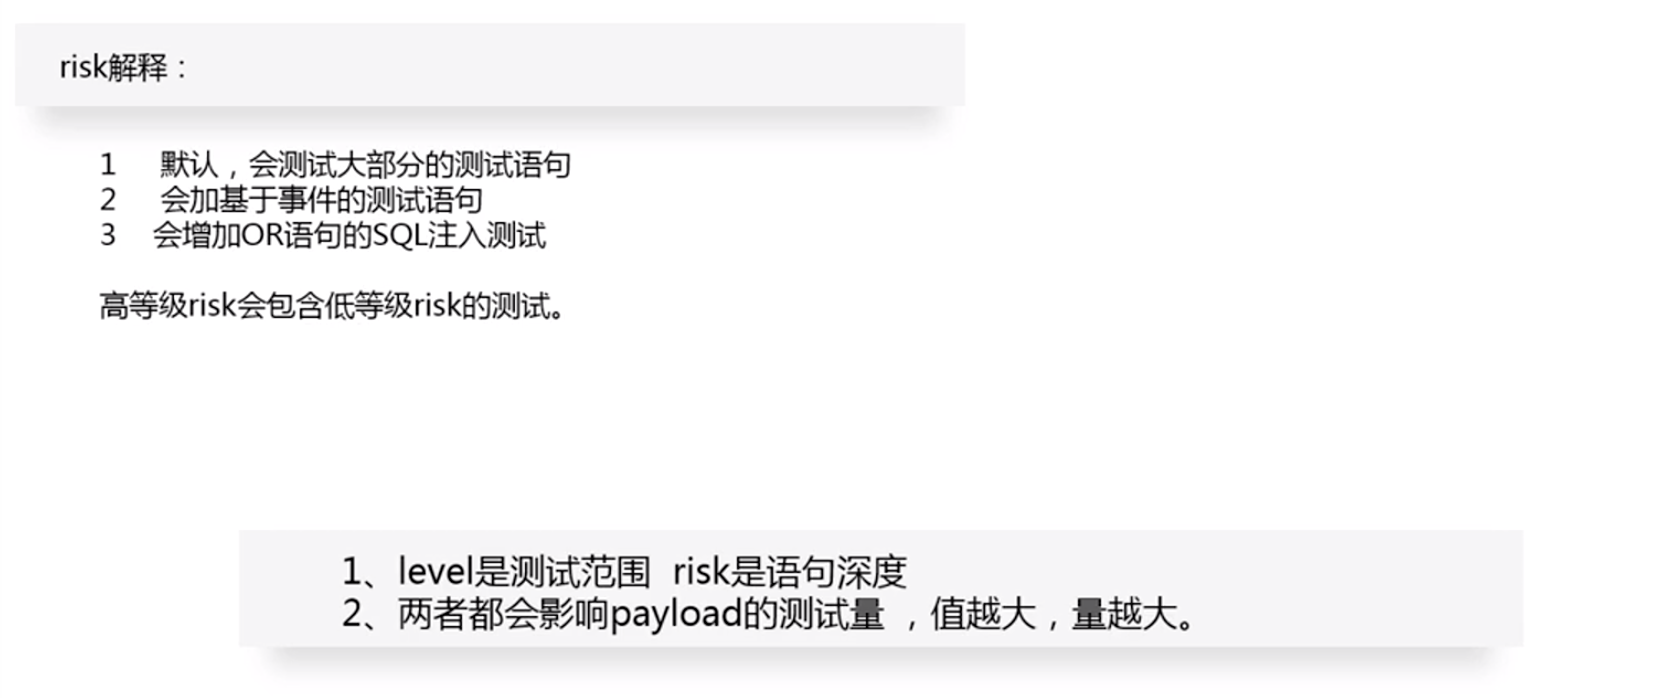 risk解释：
1 默认，会测试大部分的测试语句
2 会加基于事件的测试语句
3 会增加OR语句的SQL注入测试
高等级risk会包含低等级risk的测试。
1、level是测试范围 risk是语句深度
2、两者都会影响payload的测试量 ，值越大，量越大。